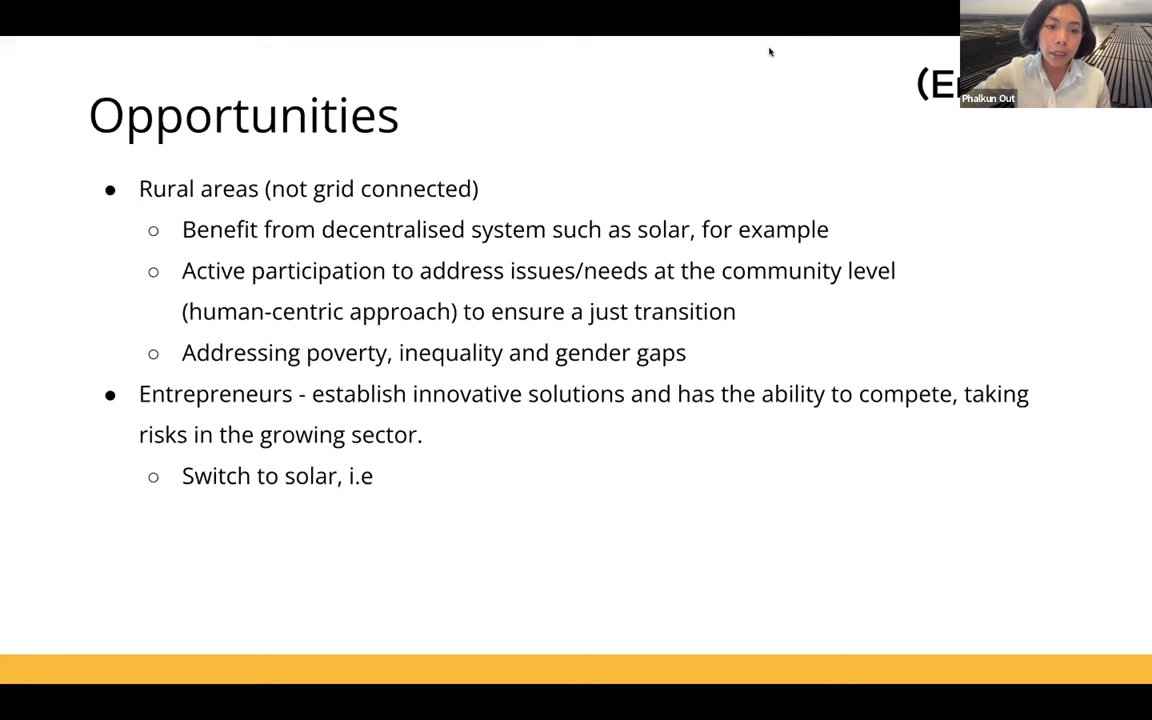 (E
Phalkun Out
Opportunities
● Rural areas (not grid connected)
○ Benefit from decentralised system such as solar, for example
○ Active participation to address issues/needs at the community level
(human-centric approach) to ensure a just transition
○ Addressing poverty, inequality and gender gaps
● Entrepreneurs - establish innovative solutions and has the ability to compete, taking
risks in the growing sector.
○ Switch to solar, i.e